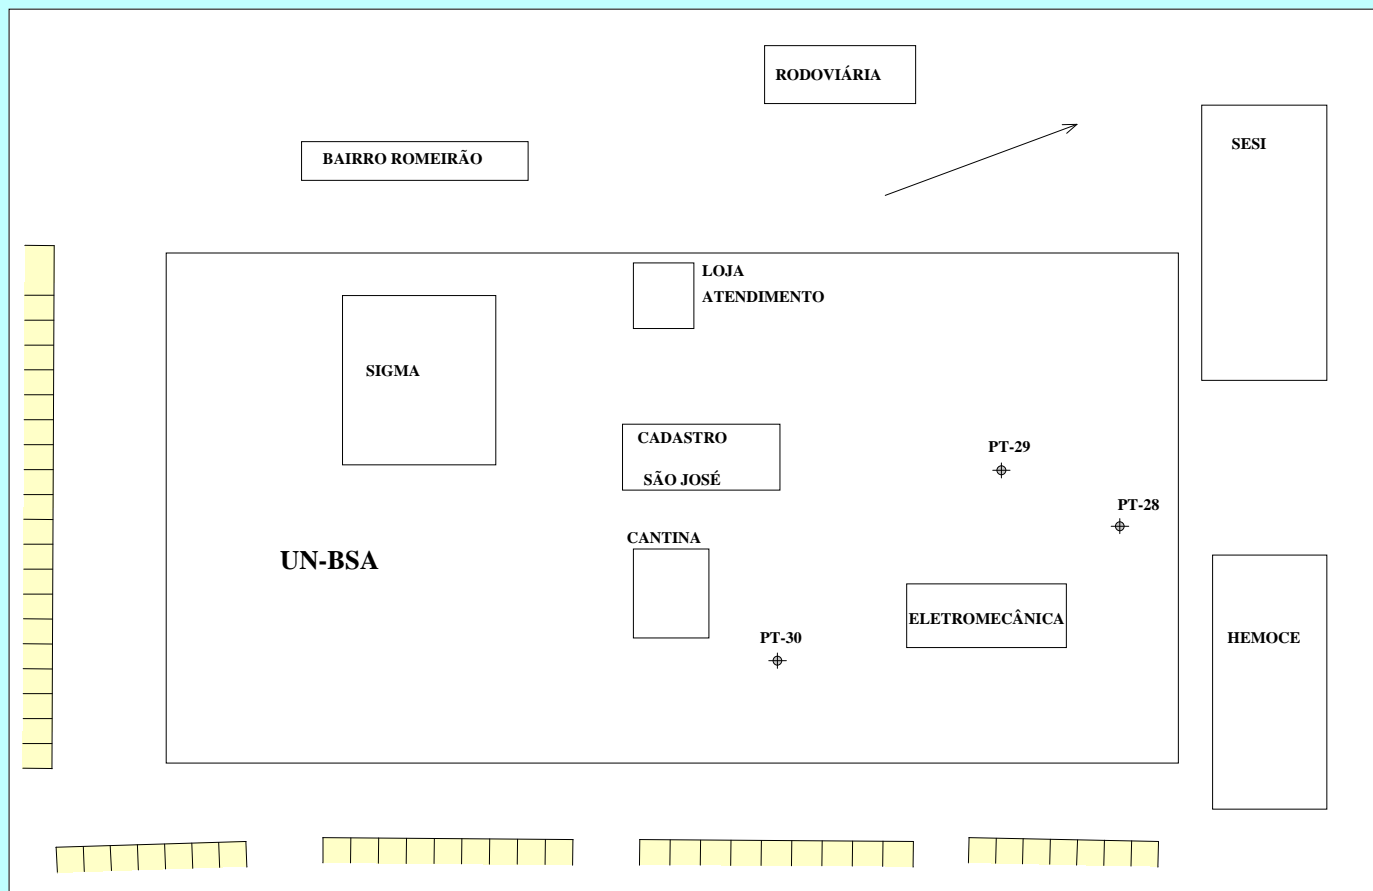 RODOVIÁRIA
SESI
BAIRRO ROMEIRÃO
LOJA
ATENDIMENTO
SIGMA
CADASTRO
SÃO JOSÉ
PT-29
PT-28
CANTINA
UN-BSA
ELETROMECÂNICA
PT-30
HEMOCE